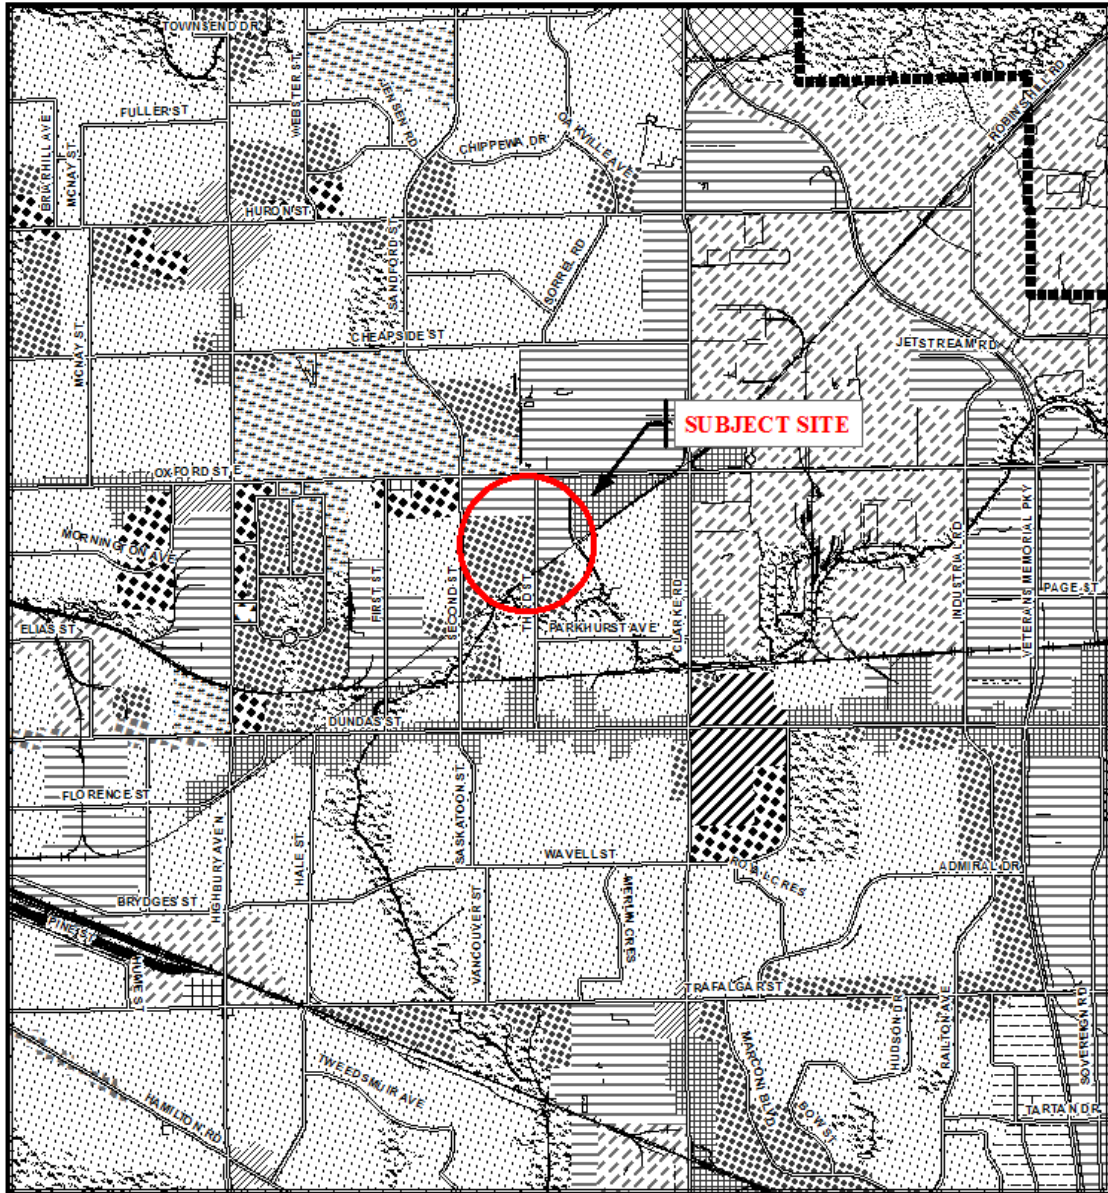 TOWNSEND DR
WEBSTER ST
JENSEN RD
FULLER ST
OAKVILLE AVE
CHIPPEWA DR
ROBIN'S HILL RD
BRIARHILL AVE
MCNAY ST
HURON ST
SANDFORD ST
SORREL RD
CHEAPSIDE ST
MCNAY ST
JETSTREAM RD
SUBJECT SITE
OXFORD ST E
MORNINGTON AVE
FIRST ST
SECOND ST
THIRD ST
CLARKE RD
INDUSTRIAL RD
VETERANS MEMORIAL PKY
PAGE ST
ELIAS ST
PARKHURST AVE
DUNDAS ST
FLORENCE ST
HIGHBURY AVE N
HALE ST
SASKATOON ST
WAVELL ST
ROYAL CRES
ADMIRAL DR
BRYDGES ST
PINE ST
HUME ST
VANCOUVER ST
MERLIN CRES
TRAFALGAR ST
HUDSON DR
RAILTON AVE
SOVEREIGN RD
MARCONI BLVD
BOW ST
TWEEDSMUIR AVE
HAMILTON RD
TARTAN DR